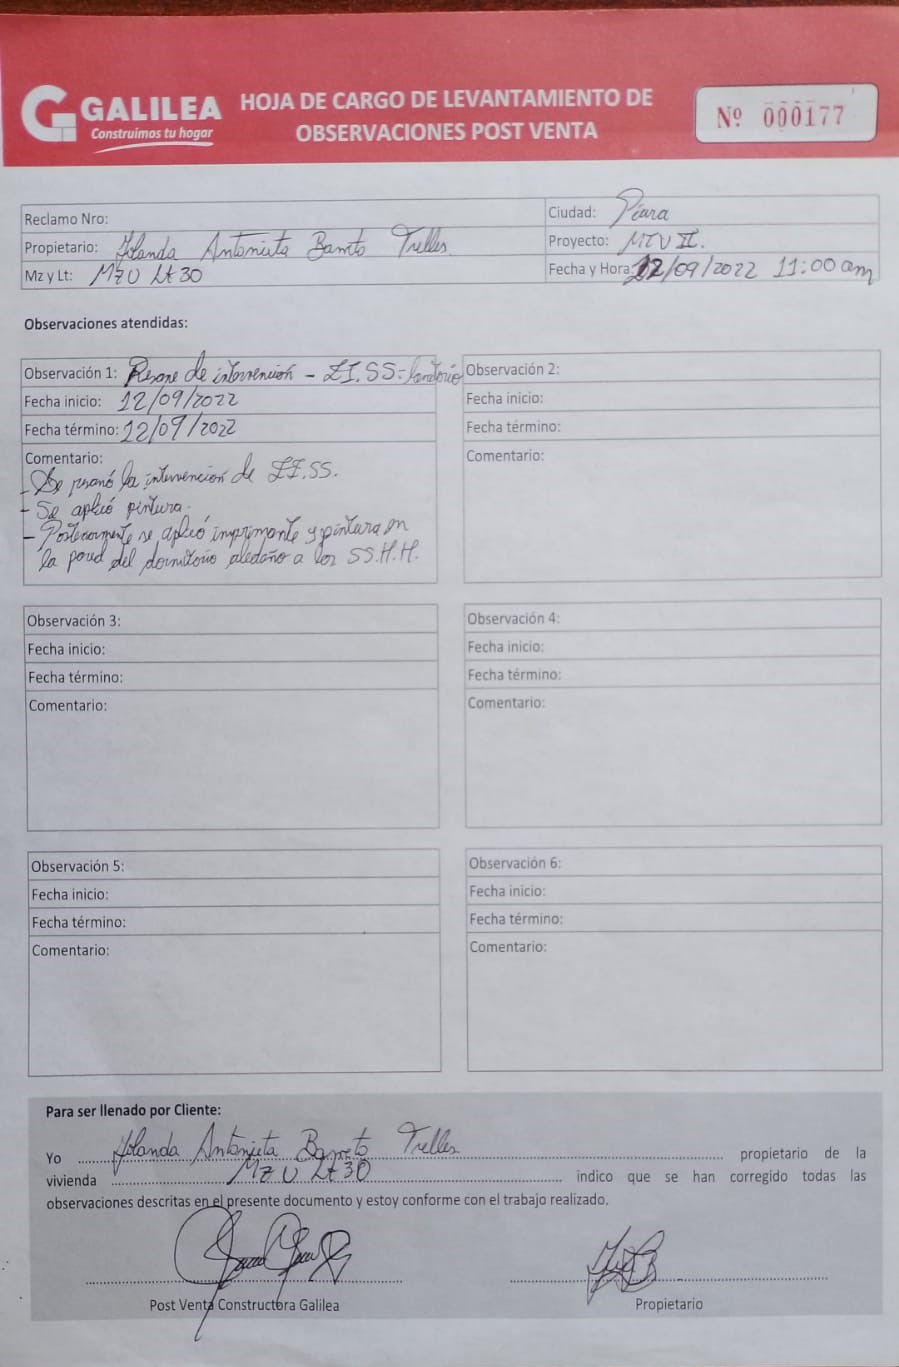 GALILEA
Construimos tu hogar
HOJA DE CARGO DE LEVANTAMIENTO DE
OBSERVACIONES POST VENTA
Nº 000177
Reclamo Nro:
Ciudad: Piura
Propietario: Yolanda Antonieta Barreto Trelles
Proyecto: MTV II.
Mz y Lt: Mz U Lt 30
Fecha y Hora: 12/09/2022 11:00 am
Observaciones atendidas:
Observación 1: Resane de intervención - II.SS-Sanitario
Fecha inicio: 12/09/2022
Fecha término: 12/09/2022
Comentario:
- Se resanó la intervención de II.SS.
- Se aplicó pintura.
- Posteriormente se aplicó imprimante y pintura en
la pared del dormitorio aledaño a los SS.H.H.
Observación 2:
Fecha inicio:
Fecha término:
Comentario:
Observación 3:
Fecha inicio:
Fecha término:
Comentario:
Observación 4:
Fecha inicio:
Fecha término:
Comentario:
Observación 5:
Fecha inicio:
Fecha término:
Comentario:
Observación 6:
Fecha inicio:
Fecha término:
Comentario:
Para ser llenado por Cliente:
Yo Yolanda Antonieta Barreto Trelles propietario de la
vivienda Mz U Lt 30 indico que se han corregido todas las
observaciones descritas en el presente documento y estoy conforme con el trabajo realizado.
Post Venta Constructora Galilea
Propietario